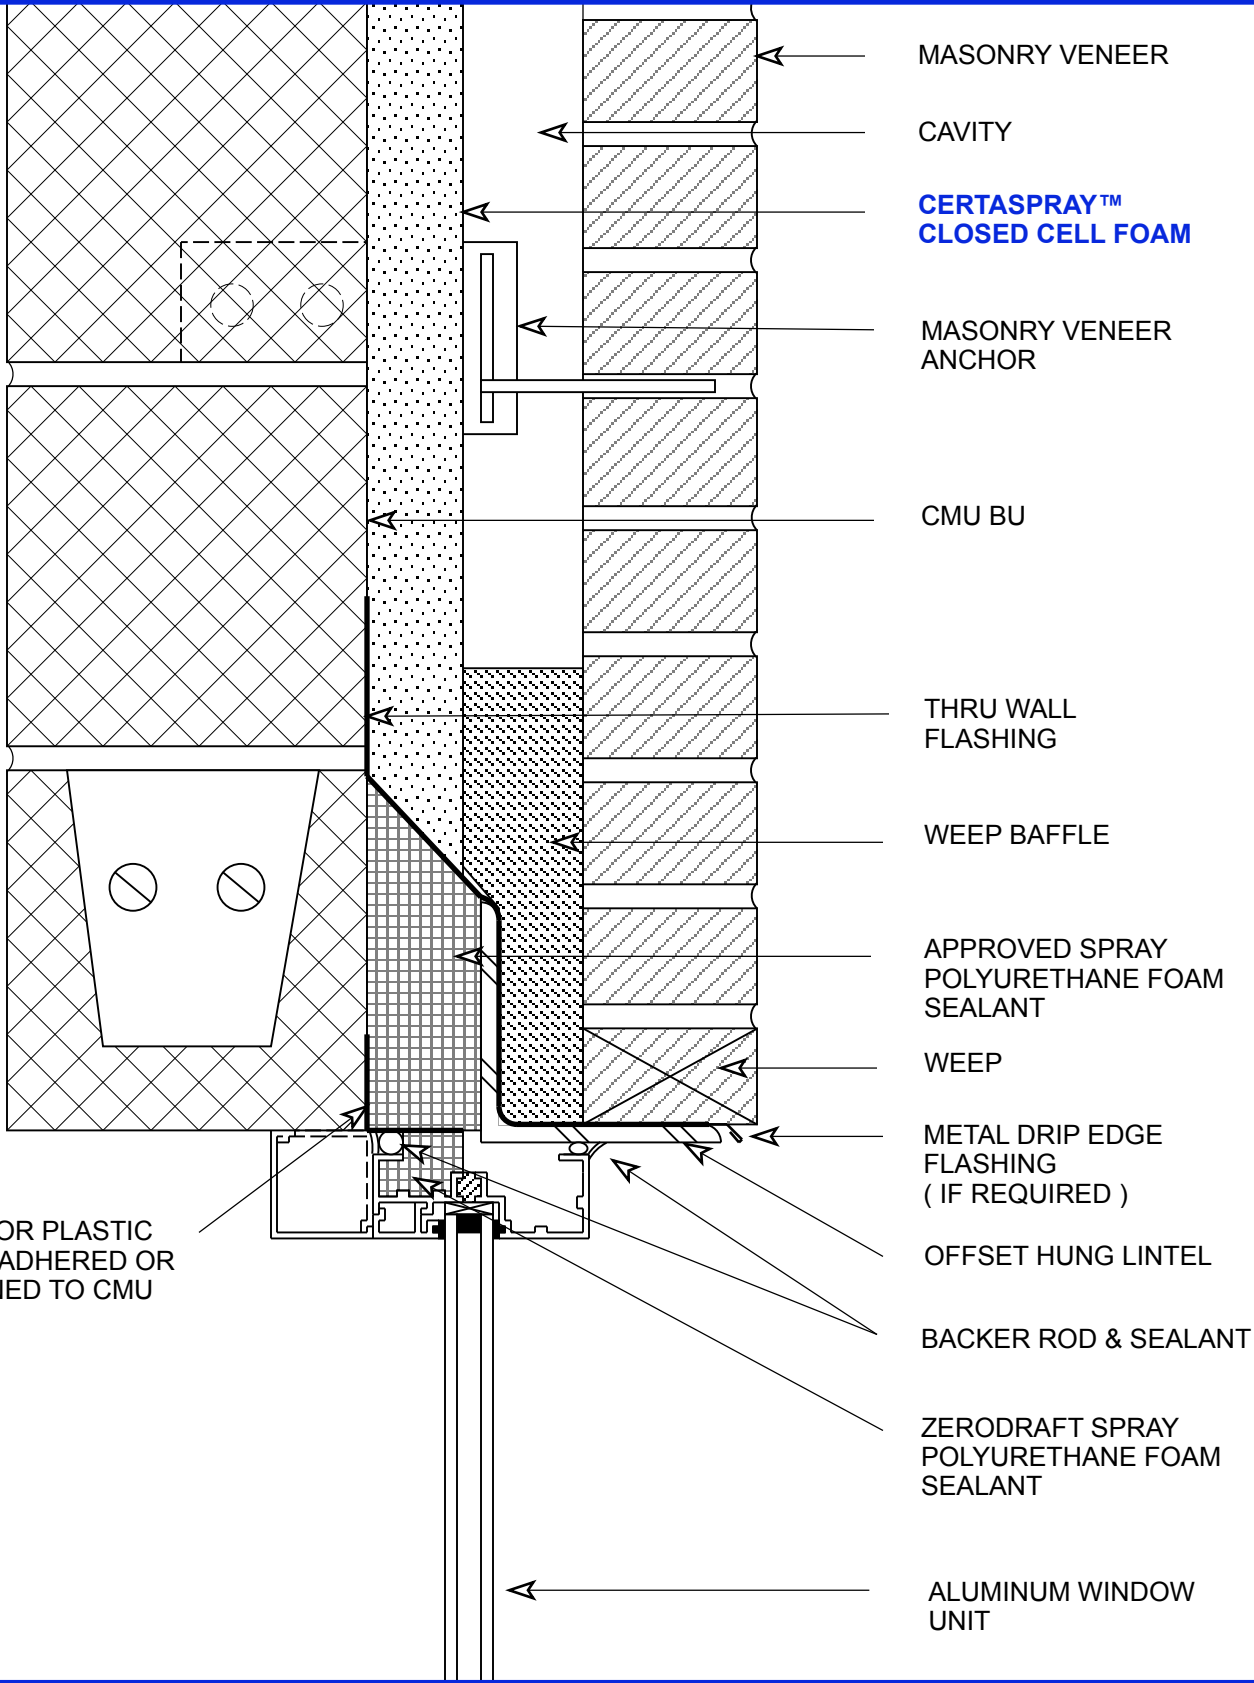 MASONRY VENEER
CAVITY
CERTASPRAY™
CLOSED CELL FOAM
MASONRY VENEER
ANCHOR
CMU BU
THRU WALL
FLASHING
WEEP BAFFLE
APPROVED SPRAY
POLYURETHANE FOAM
SEALANT
WEEP
METAL DRIP EDGE
FLASHING
( IF REQUIRED )
OR PLASTIC
ADHERED OR
NED TO CMU
OFFSET HUNG LINTEL
BACKER ROD & SEALANT
ZERODRAFT SPRAY
POLYURETHANE FOAM
SEALANT
ALUMINUM WINDOW
UNIT